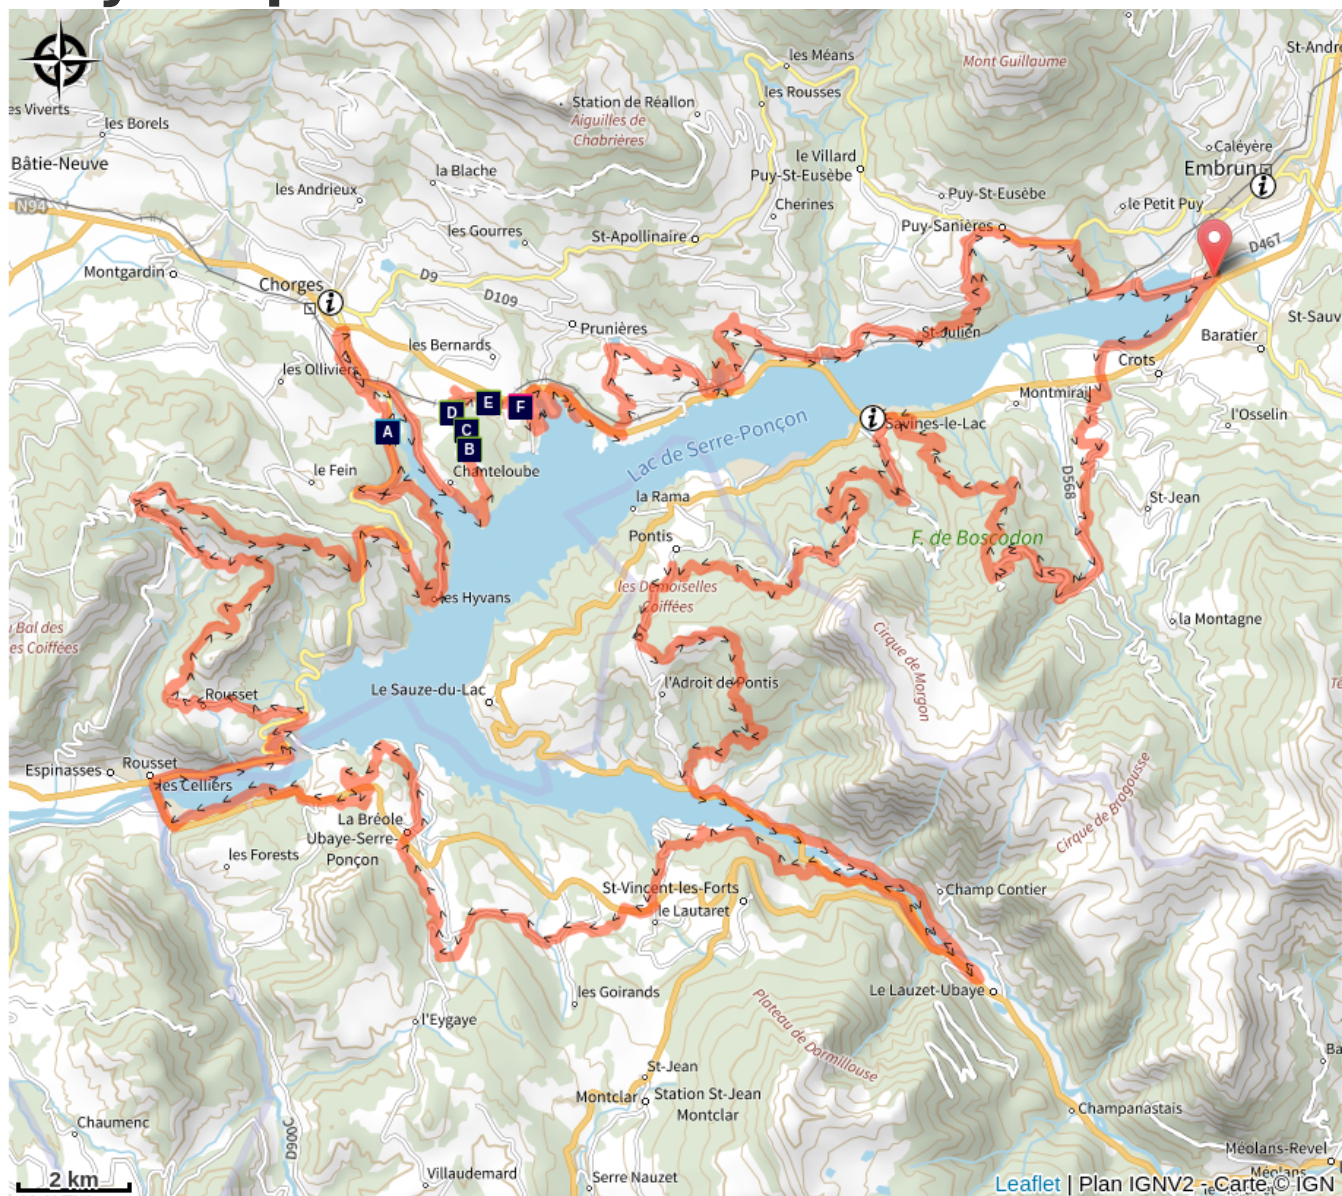 les Méans
Mont Guillaume
St-André
les Rousses
Station de Réallon
Aiguilles de
Chabrières
es Viverts
les Borels
Bâtie-Neuve
la Blache
les Andrieux
le Villard
Puy-St-Eusèbe
Caléyère
Embrun
Puy-St-Eusèbe
le Petit Puy
Cherines
N94
les Gourres
St-Apollinaire
Puy-Sanières
D467
Montgardin
Chorges
D9
D109
Prunières
les Bernards
St-Julien
Baratier
St-Sauv
Crots
les Olliviers
Montmirail
l'Osselin
Savines-le-Lac
A
B
C
D
E
F
Lac de Serre-Ponçon
le Fein
Chanteloube
D568
la Rama
St-Jean
Pontis
F. de Boscodon
les Demoiselles
Coiffées
les Hyvans
u Bal des
es Coiffées
la Montagne
Cirque de Morgon
Rousset
Le Sauze-du-Lac
l'Adroit de Pontis
Espinasses
Rousset
les Celliers
Cirque de Bragousse
La Bréole
Ubaye-Serre-
Ponçon
les Forests
St-Vincent-les-Forts
le Lautaret
Champ Contier
Le Lauzet-Ubaye
les Goirands
l'Eygaye
Plateau de Dormillouse
St-Jean
Montclar
Station St-Jean
Montclar
D900C
Chaumenc
Champanastais
Méolans-Revel
Méolans
Villaudemard
Serre Nauzet
2 km
Leaflet | Plan IGNV2 - Carte © IGN